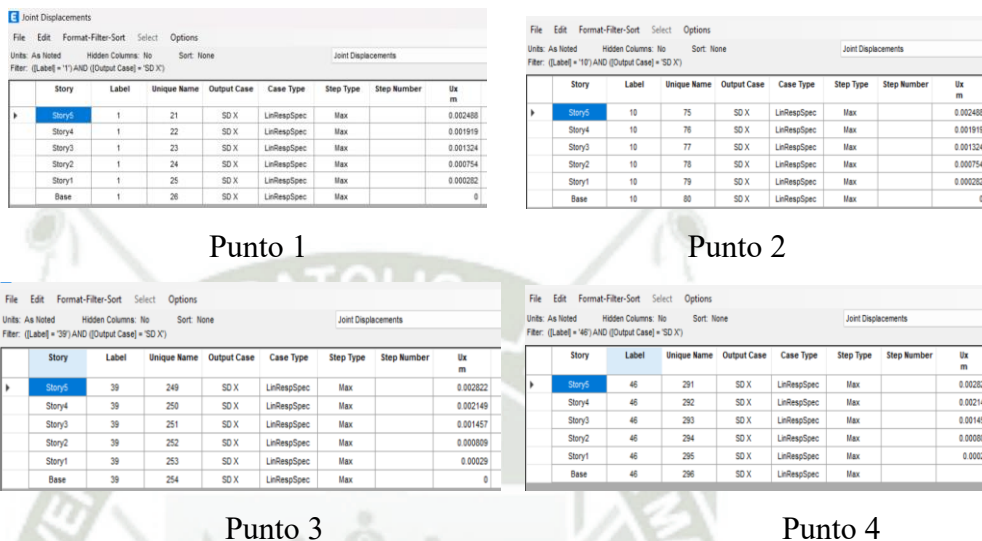 Joint Displacements
File Edit Format-Filter-Sort Select Options
Units: As Noted Hidden Columns: No Sort: None Joint Displacements
Filter: ([Label] = '1') AND ([Output Case] = 'SD X')
Story Label Unique Name Output Case Case Type Step Type Step Number Ux m
Story5 1 21 SD X LinRespSpec Max 0.002488
Story4 1 22 SD X LinRespSpec Max 0.001919
Story3 1 23 SD X LinRespSpec Max 0.001324
Story2 1 24 SD X LinRespSpec Max 0.000754
Story1 1 25 SD X LinRespSpec Max 0.000282
Base 1 26 SD X LinRespSpec Max 0
Punto 1
File Edit Format-Filter-Sort Select Options
Units: As Noted Hidden Columns: No Sort: None Joint Displacements
Filter: ([Label] = '10') AND ([Output Case] = 'SD X')
Story Label Unique Name Output Case Case Type Step Type Step Number Ux m
Story5 10 75 SD X LinRespSpec Max 0.002488
Story4 10 76 SD X LinRespSpec Max 0.001919
Story3 10 77 SD X LinRespSpec Max 0.001324
Story2 10 78 SD X LinRespSpec Max 0.000754
Story1 10 79 SD X LinRespSpec Max 0.000282
Base 10 80 SD X LinRespSpec Max 0
Punto 2
File Edit Format-Filter-Sort Select Options
Units: As Noted Hidden Columns: No Sort: None Joint Displacements
Filter: ([Label] = '39') AND ([Output Case] = 'SD X')
Story Label Unique Name Output Case Case Type Step Type Step Number Ux m
Story5 39 249 SD X LinRespSpec Max 0.002822
Story4 39 250 SD X LinRespSpec Max 0.002149
Story3 39 251 SD X LinRespSpec Max 0.001457
Story2 39 252 SD X LinRespSpec Max 0.000809
Story1 39 253 SD X LinRespSpec Max 0.00029
Base 39 254 SD X LinRespSpec Max 0
Punto 3
File Edit Format-Filter-Sort Select Options
Units: As Noted Hidden Columns: No Sort: None Joint Displacements
Filter: ([Label] = '46') AND ([Output Case] = 'SD X')
Story Label Unique Name Output Case Case Type Step Type Step Number Ux m
Story5 46 291 SD X LinRespSpec Max 0.00282
Story4 46 292 SD X LinRespSpec Max 0.00214
Story3 46 293 SD X LinRespSpec Max 0.00145
Story2 46 294 SD X LinRespSpec Max 0.00080
Story1 46 295 SD X LinRespSpec Max 0.0002
Base 46 296 SD X LinRespSpec Max
Punto 4